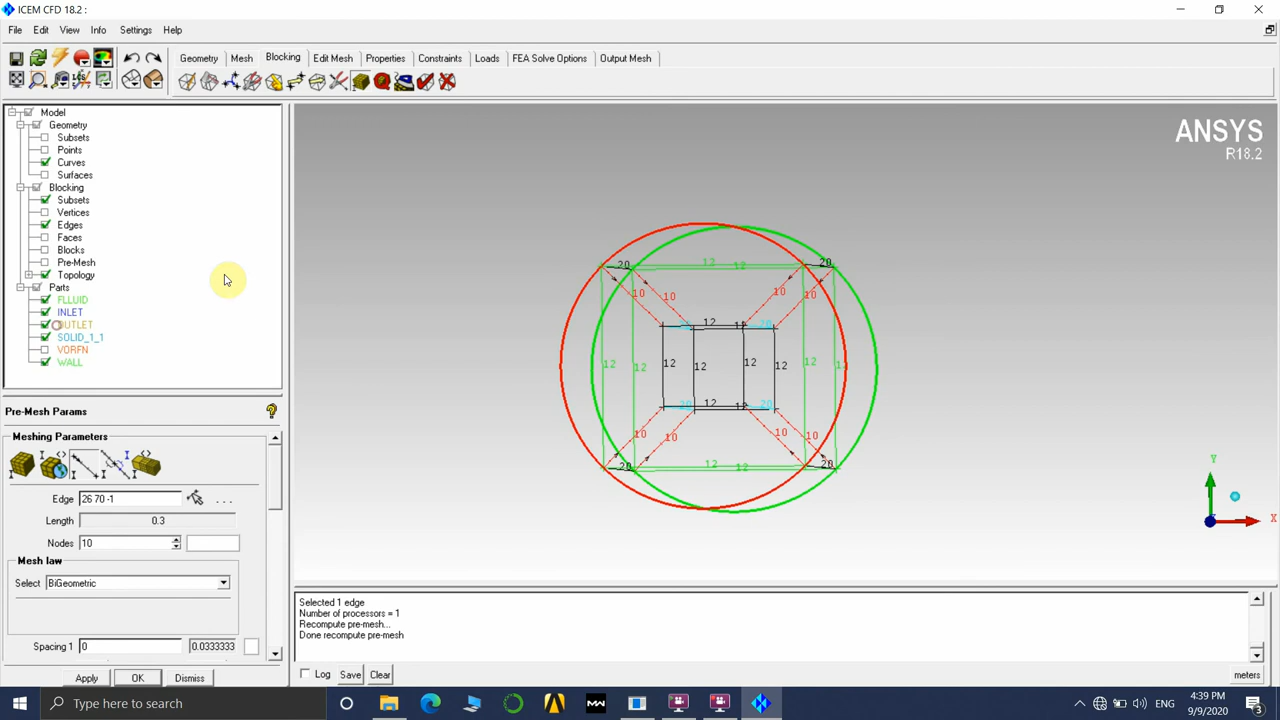 ICEM CFD 18.2 :
File Edit View Info Settings Help
Geometry Mesh Blocking Edit Mesh Properties Constraints Loads FEA Solve Options Output Mesh
Model
Geometry
Subsets
Points
Curves
Surfaces
Blocking
Subsets
Vertices
Edges
Faces
Blocks
Pre-Mesh
Topology
Parts
FLLUID
INLET
OUTLET
SOLID_1_1
VORFN
WALL
ANSYS
R18.2
20 12 12 20
10 10 10 10
20 12 12 20
12 12 12 12 12 12 12
20 12 12 20
10 10 10 10
20 12 12 20
Y
X
Pre-Mesh Params
Meshing Parameters
Edge 26 70 -1 . . .
Length 0.3
Nodes 10
Mesh law
Select BiGeometric
Spacing 1 0 0.0333333
Apply OK Dismiss
Selected 1 edge
Number of processors = 1
Recompute pre-mesh...
Done recompute pre-mesh
Log Save Clear
meters
Type here to search
ENG
4:39 PM
9/9/2020
3